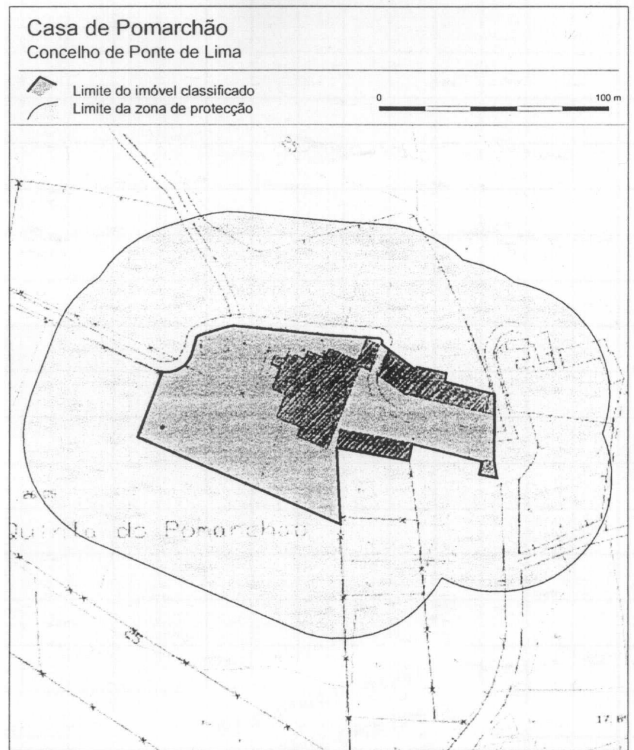 Casa de Pomarchão
Concelho de Ponte de Lima
Limite do imóvel classificado
Limite da zona de protecção
0 100 m
Quinta do Pomarchao